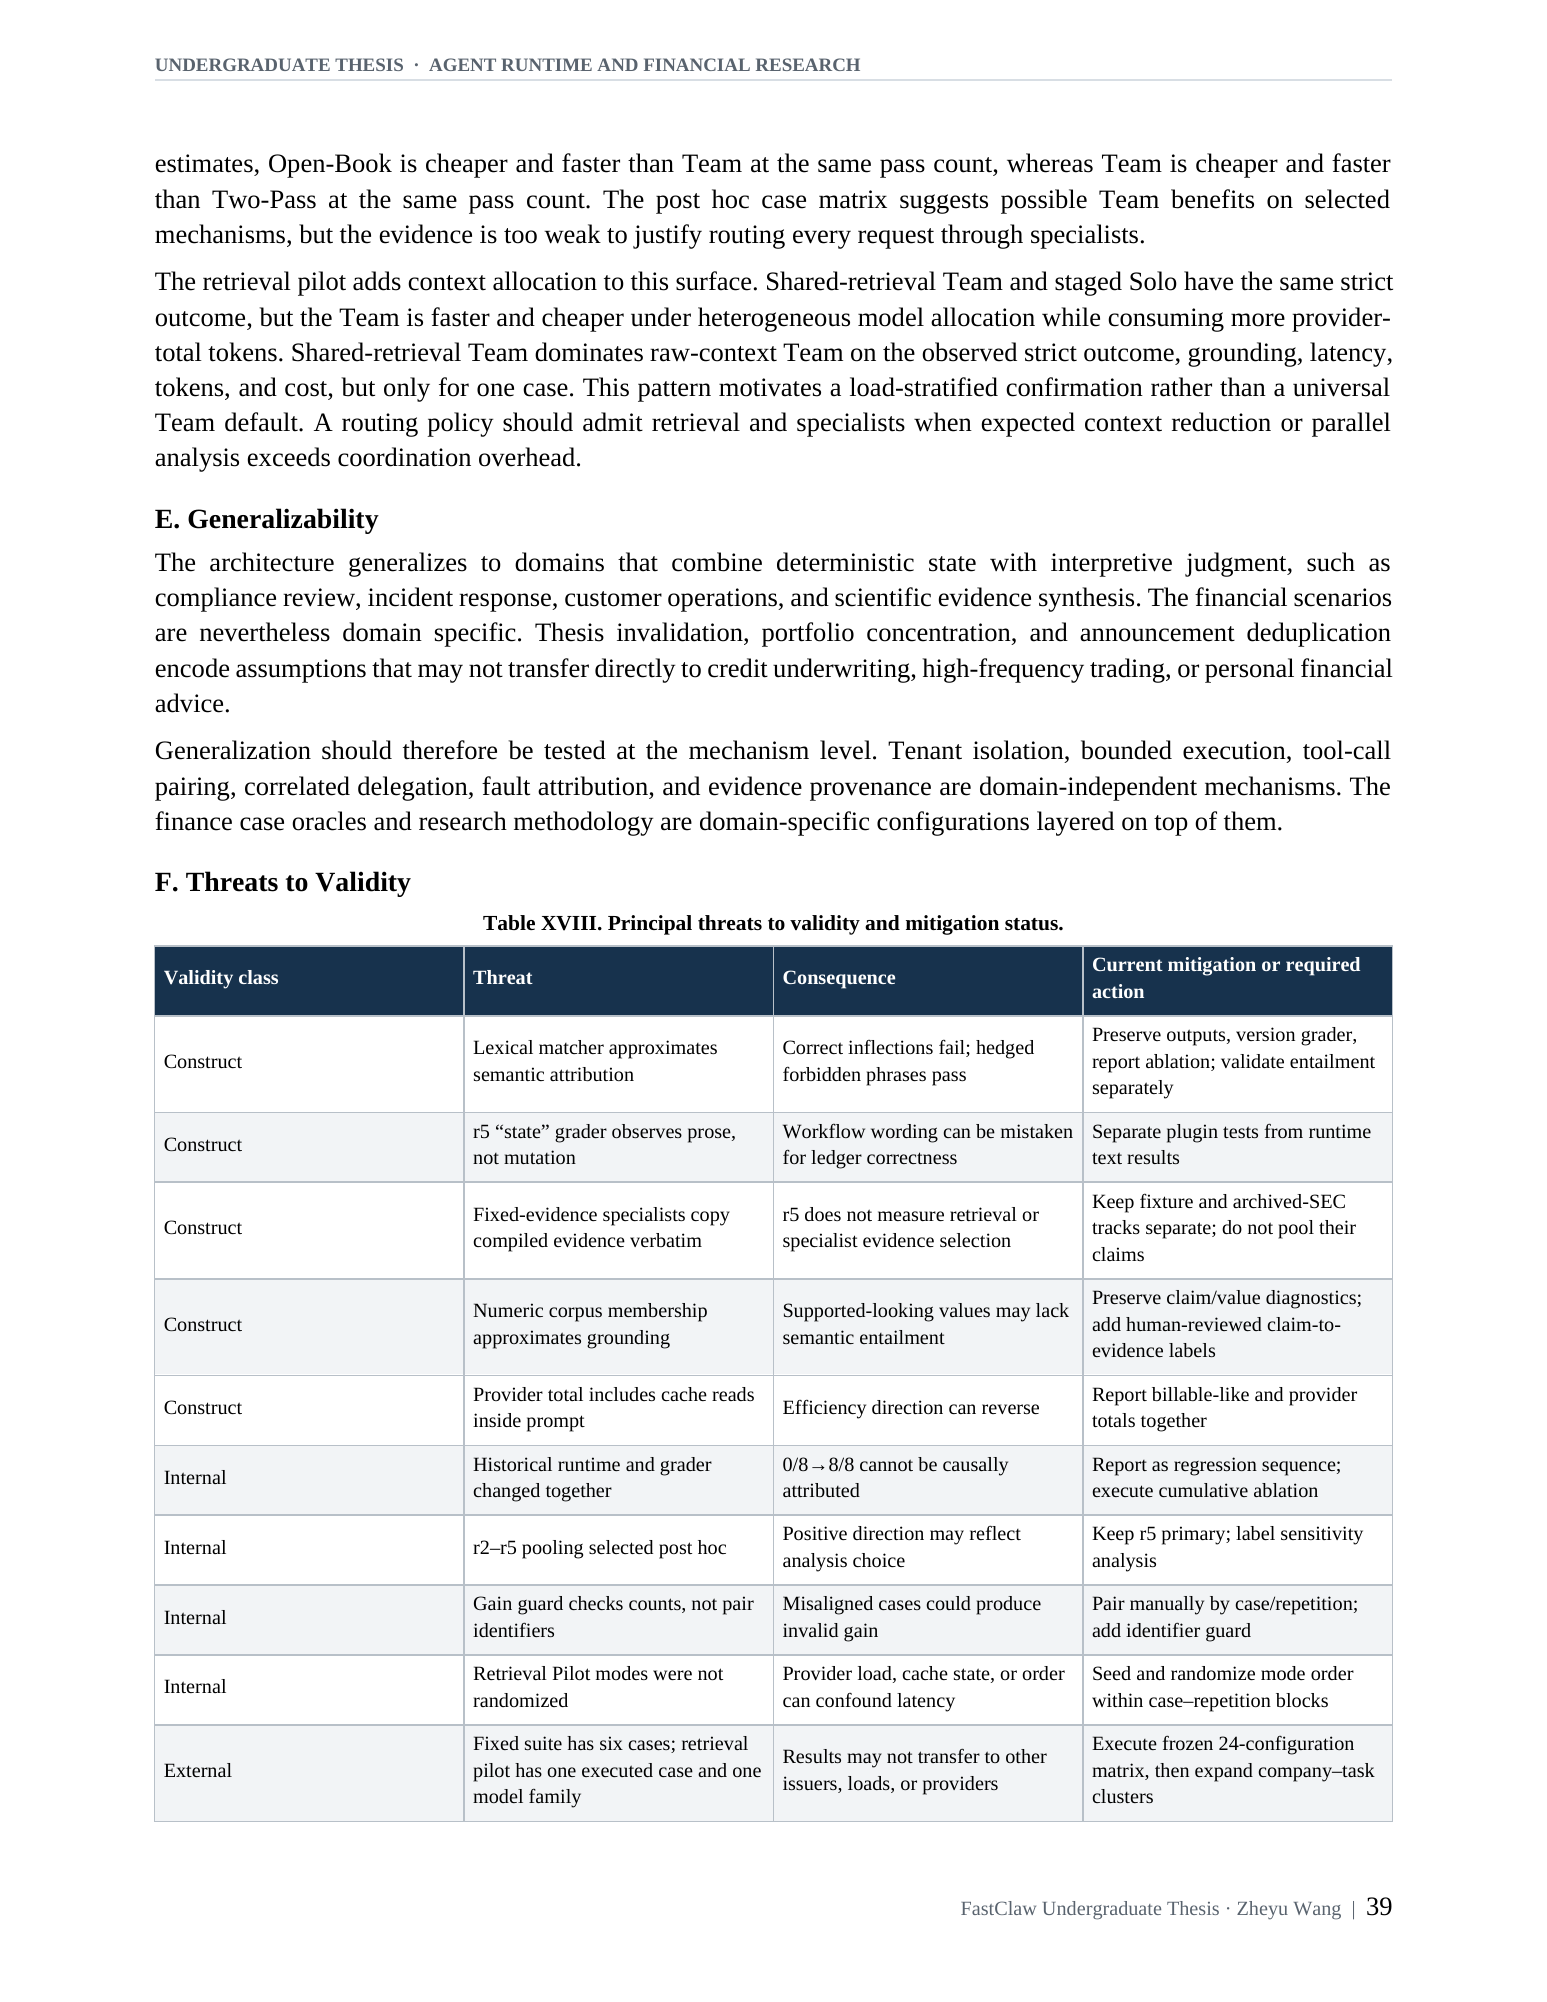 UNDERGRADUATE THESIS · AGENT RUNTIME AND FINANCIAL RESEARCH
estimates, Open-Book is cheaper and faster than Team at the same pass count, whereas Team is cheaper and faster
than Two-Pass at the same pass count. The post hoc case matrix suggests possible Team benefits on selected
mechanisms, but the evidence is too weak to justify routing every request through specialists.
The retrieval pilot adds context allocation to this surface. Shared-retrieval Team and staged Solo have the same strict
outcome, but the Team is faster and cheaper under heterogeneous model allocation while consuming more provider-
total tokens. Shared-retrieval Team dominates raw-context Team on the observed strict outcome, grounding, latency,
tokens, and cost, but only for one case. This pattern motivates a load-stratified confirmation rather than a universal
Team default. A routing policy should admit retrieval and specialists when expected context reduction or parallel
analysis exceeds coordination overhead.
E. Generalizability
The architecture generalizes to domains that combine deterministic state with interpretive judgment, such as
compliance review, incident response, customer operations, and scientific evidence synthesis. The financial scenarios
are nevertheless domain specific. Thesis invalidation, portfolio concentration, and announcement deduplication
encode assumptions that may not transfer directly to credit underwriting, high-frequency trading, or personal financial
advice.
Generalization should therefore be tested at the mechanism level. Tenant isolation, bounded execution, tool-call
pairing, correlated delegation, fault attribution, and evidence provenance are domain-independent mechanisms. The
finance case oracles and research methodology are domain-specific configurations layered on top of them.
F. Threats to Validity
Table XVIII. Principal threats to validity and mitigation status.
Validity class
Threat
Consequence
Current mitigation or required
action
Construct
Lexical matcher approximates
semantic attribution
Correct inflections fail; hedged
forbidden phrases pass
Preserve outputs, version grader,
report ablation; validate entailment
separately
Construct
r5 “state” grader observes prose,
not mutation
Workflow wording can be mistaken
for ledger correctness
Separate plugin tests from runtime
text results
Construct
Fixed-evidence specialists copy
compiled evidence verbatim
r5 does not measure retrieval or
specialist evidence selection
Keep fixture and archived-SEC
tracks separate; do not pool their
claims
Construct
Numeric corpus membership
approximates grounding
Supported-looking values may lack
semantic entailment
Preserve claim/value diagnostics;
add human-reviewed claim-to-
evidence labels
Construct
Provider total includes cache reads
inside prompt
Efficiency direction can reverse
Report billable-like and provider
totals together
Internal
Historical runtime and grader
changed together
0/8→8/8 cannot be causally
attributed
Report as regression sequence;
execute cumulative ablation
Internal
r2–r5 pooling selected post hoc
Positive direction may reflect
analysis choice
Keep r5 primary; label sensitivity
analysis
Internal
Gain guard checks counts, not pair
identifiers
Misaligned cases could produce
invalid gain
Pair manually by case/repetition;
add identifier guard
Internal
Retrieval Pilot modes were not
randomized
Provider load, cache state, or order
can confound latency
Seed and randomize mode order
within case–repetition blocks
External
Fixed suite has six cases; retrieval
pilot has one executed case and one
model family
Results may not transfer to other
issuers, loads, or providers
Execute frozen 24-configuration
matrix, then expand company–task
clusters
FastClaw Undergraduate Thesis · Zheyu Wang | 39